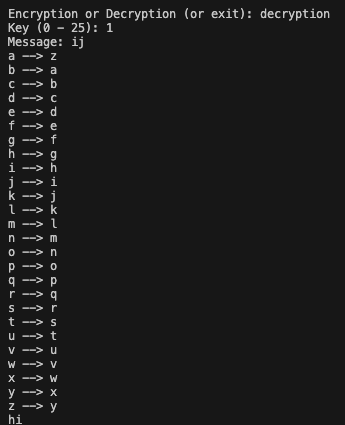 Encryption or Decryption (or exit): decryption
Key (0 - 25): 1
Message: ij
a --> z
b --> a
c --> b
d --> c
e --> d
f --> e
g --> f
h --> g
i --> h
j --> i
k --> j
l --> k
m --> l
n --> m
o --> n
p --> o
q --> p
r --> q
s --> r
t --> s
u --> t
v --> u
w --> v
x --> w
y --> x
z --> y
hi